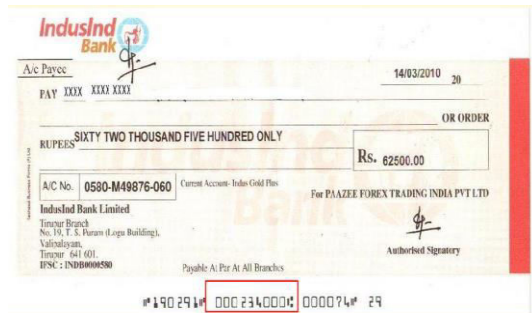 IndusInd
Bank
A/c Payee
14/03/2010 20
PAY XXXX XXXX XXXX
OR ORDER
RUPEES SIXTY TWO THOUSAND FIVE HUNDRED ONLY
Rs. 62500.00
A/C No. 0580-M49876-060 Current Account- Indus Gold Plus
For PAAZEE FOREX TRADING INDIA PVT LTD
IndusInd Bank Limited
Tirupur Branch
No. 19, T. S. Puram (Logu Building),
Valipalayam,
Tirupur 641 601.
Authorised Signatory
IFSC : INDB0000580
Payable At Par At All Branches
⑈190291⑈ 000234000⑆ 000074⑈ 29